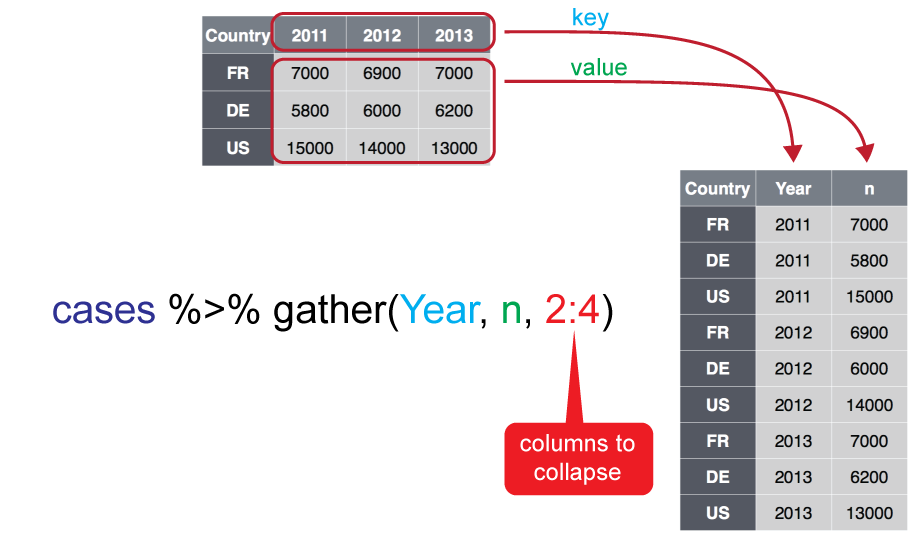 key
Country 2011 2012 2013
value
FR 7000 6900 7000
DE 5800 6000 6200
US 15000 14000 13000
Country Year n
FR 2011 7000
DE 2011 5800
US 2011 15000
cases %>% gather(Year, n, 2:4)
FR 2012 6900
DE 2012 6000
US 2012 14000
columns to
collapse
FR 2013 7000
DE 2013 6200
US 2013 13000